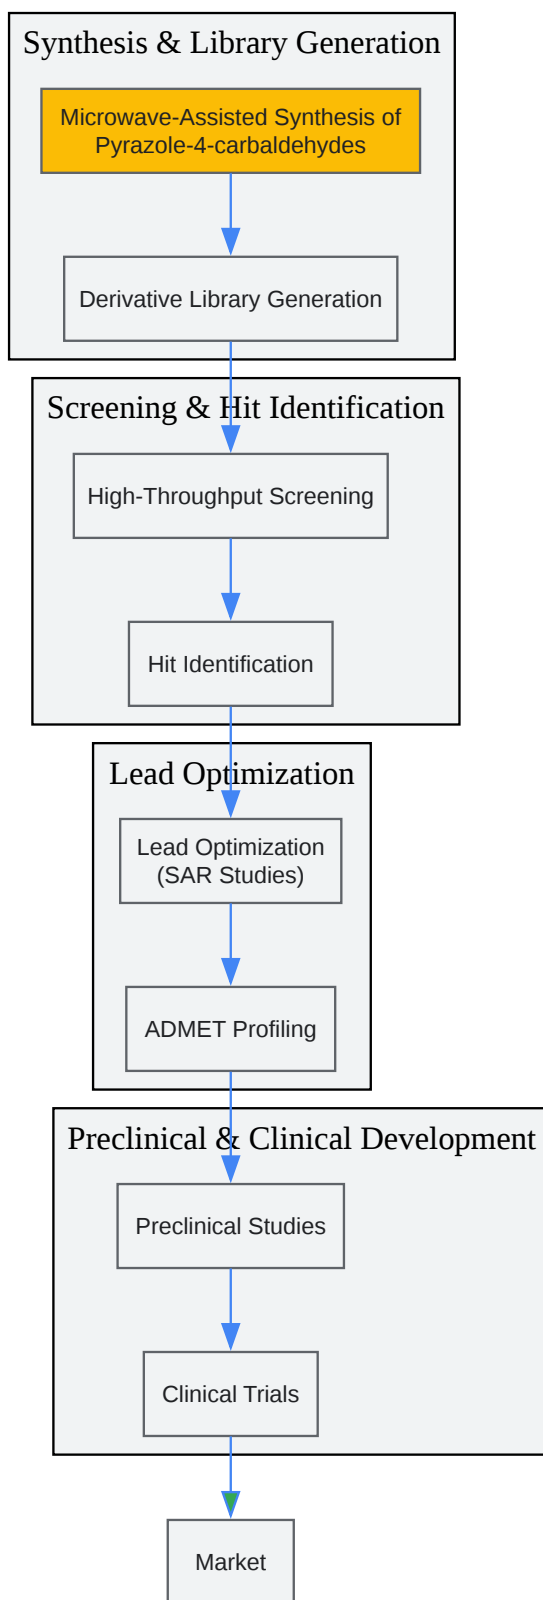 Synthesis & Library Generation
Microwave-Assisted Synthesis of
Pyrazole-4-carbaldehydes
Derivative Library Generation
Screening & Hit Identification
High-Throughput Screening
Hit Identification
Lead Optimization
Lead Optimization
(SAR Studies)
ADMET Profiling
Preclinical & Clinical Development
Preclinical Studies
Clinical Trials
Market